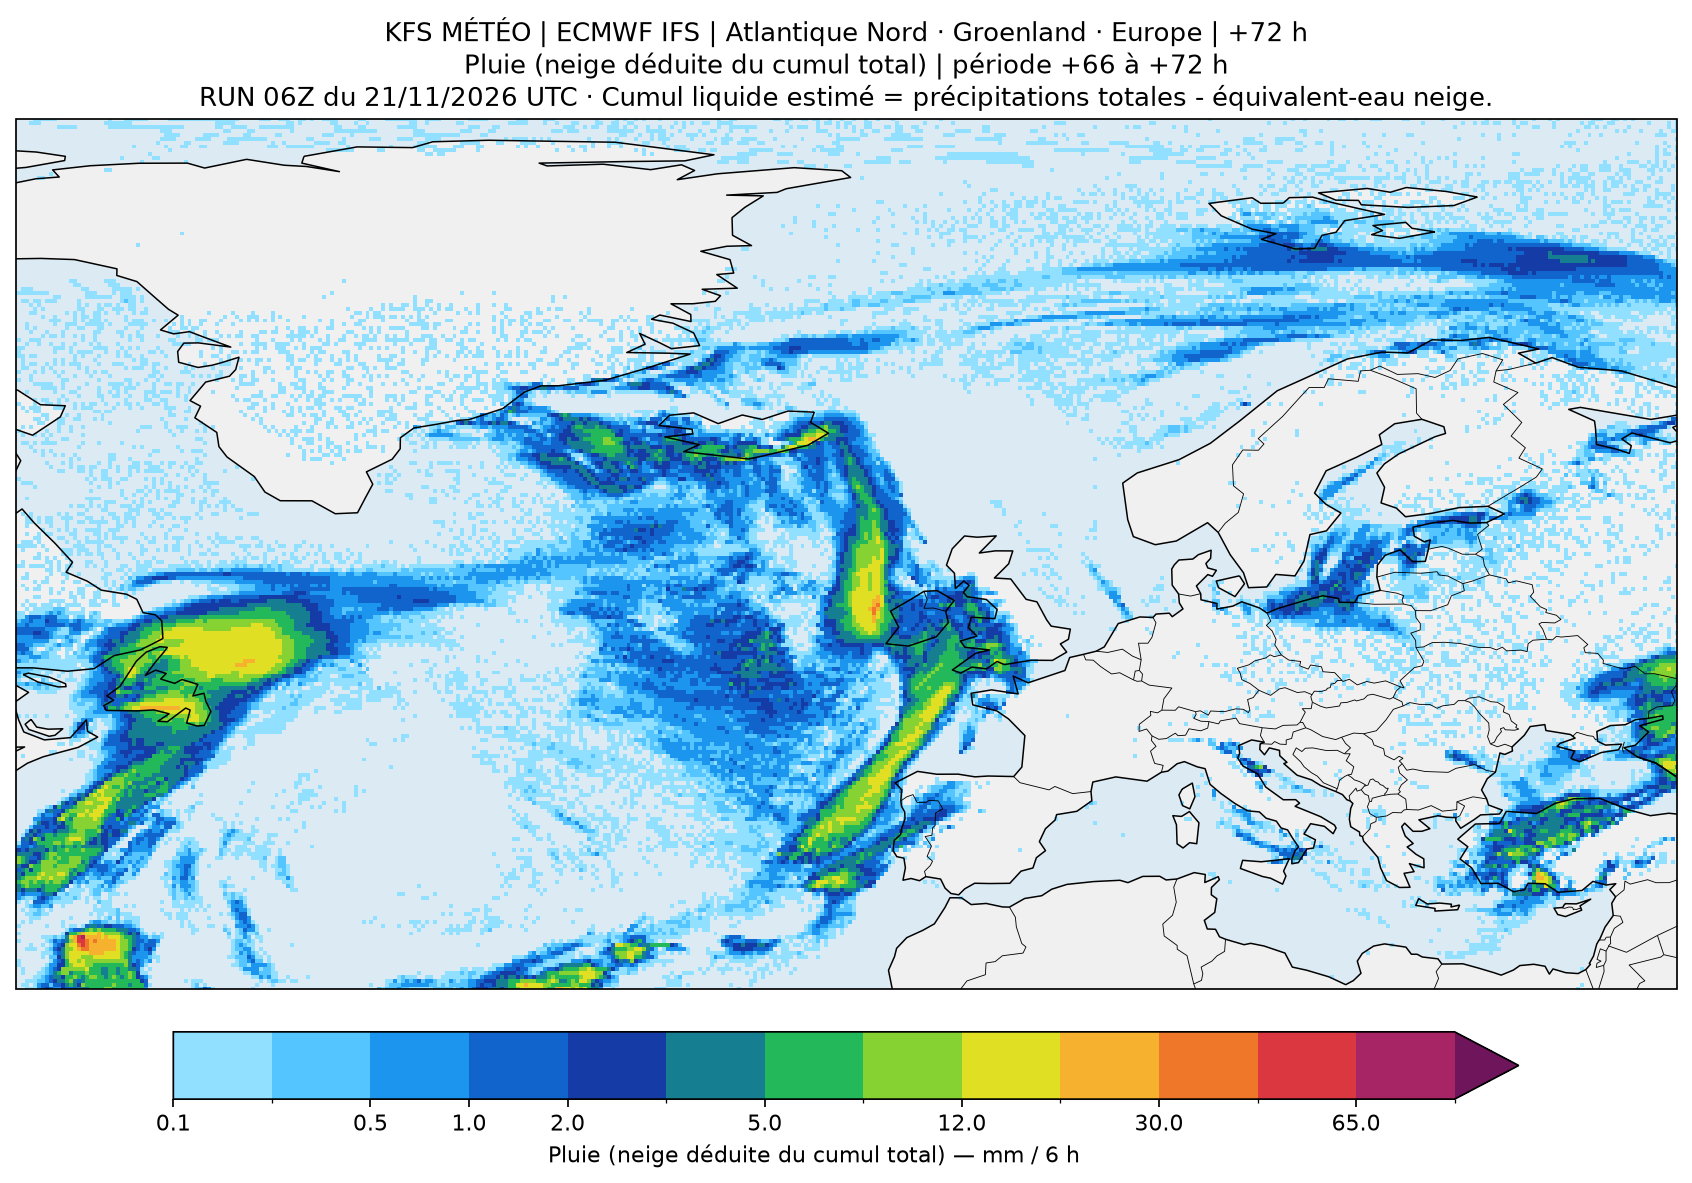 KFS MÉTÉO | ECMWF IFS | Atlantique Nord · Groenland · Europe | +72 h
Pluie (neige déduite du cumul total) | période +66 à +72 h
RUN 06Z du 21/11/2026 UTC · Cumul liquide estimé = précipitations totales - équivalent-eau neige.
0.1 0.5 1.0 2.0 5.0 12.0 30.0 65.0
Pluie (neige déduite du cumul total) — mm / 6 h